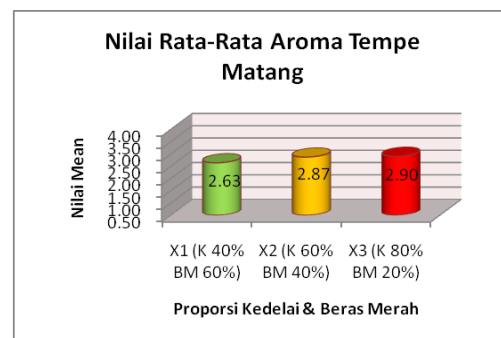 Nilai Rata-Rata Aroma Tempe
Matang
Nilai Mean
4.00
3.50
3.00
2.50
2.00
1.50
1.00
0.50
2.63
2.87
2.90
X1 (K 40%
BM 60%)
X2 (K 60%
BM 40%)
X3 (K 80%
BM 20%)
Proporsi Kedelai & Beras Merah